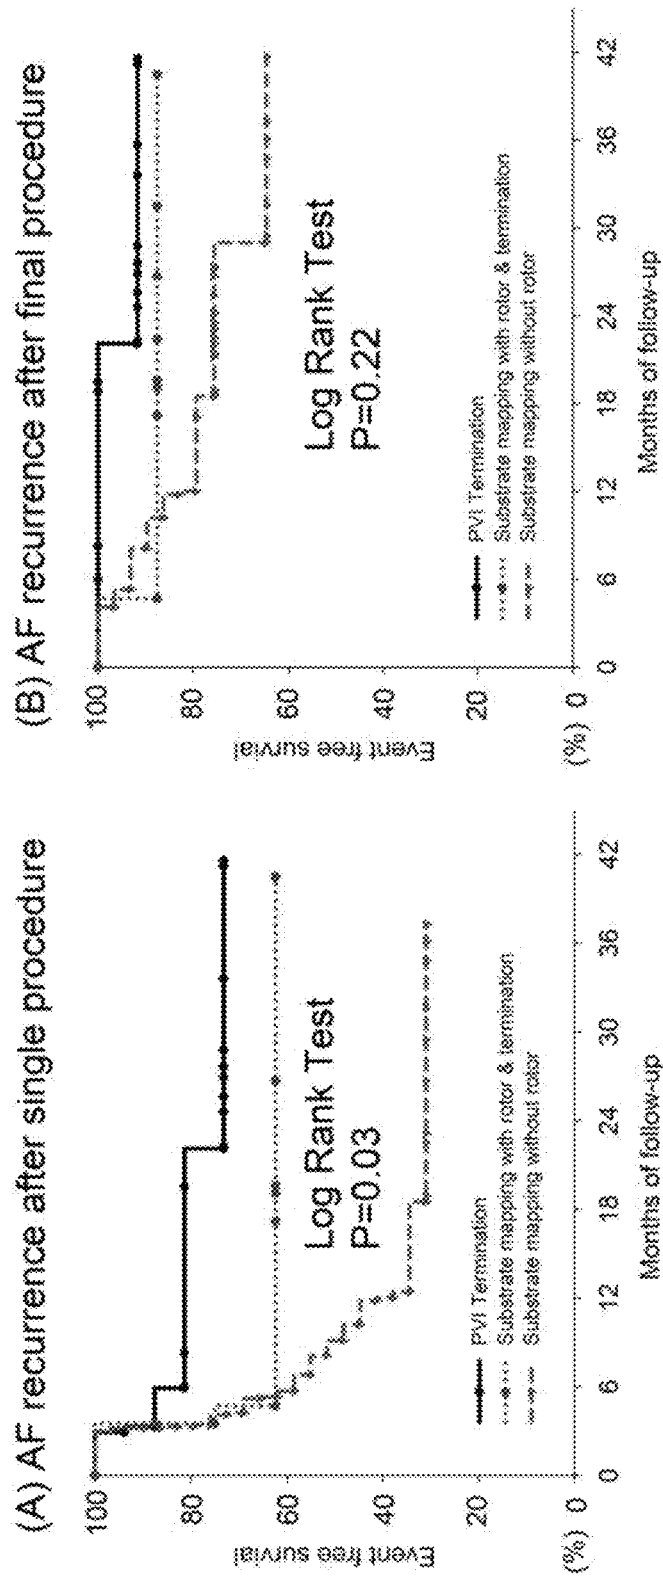 (A) AF recurrence after single procedure
100
80
60
40
20
(%) 0
Event free survial
Log Rank Test
P=0.03
PVI Termination
Substrate mapping with rotor & termination
Substrate mapping without rotor
0 6 12 18 24 30 36 42
Months of follow-up
(B) AF recurrence after final procedure
100
80
60
40
20
(%) 0
Event free survial
Log Rank Test
P=0.22
PVI Termination
Substrate mapping with rotor & termination
Substrate mapping without rotor
0 6 12 18 24 30 36 42
Months of follow-up